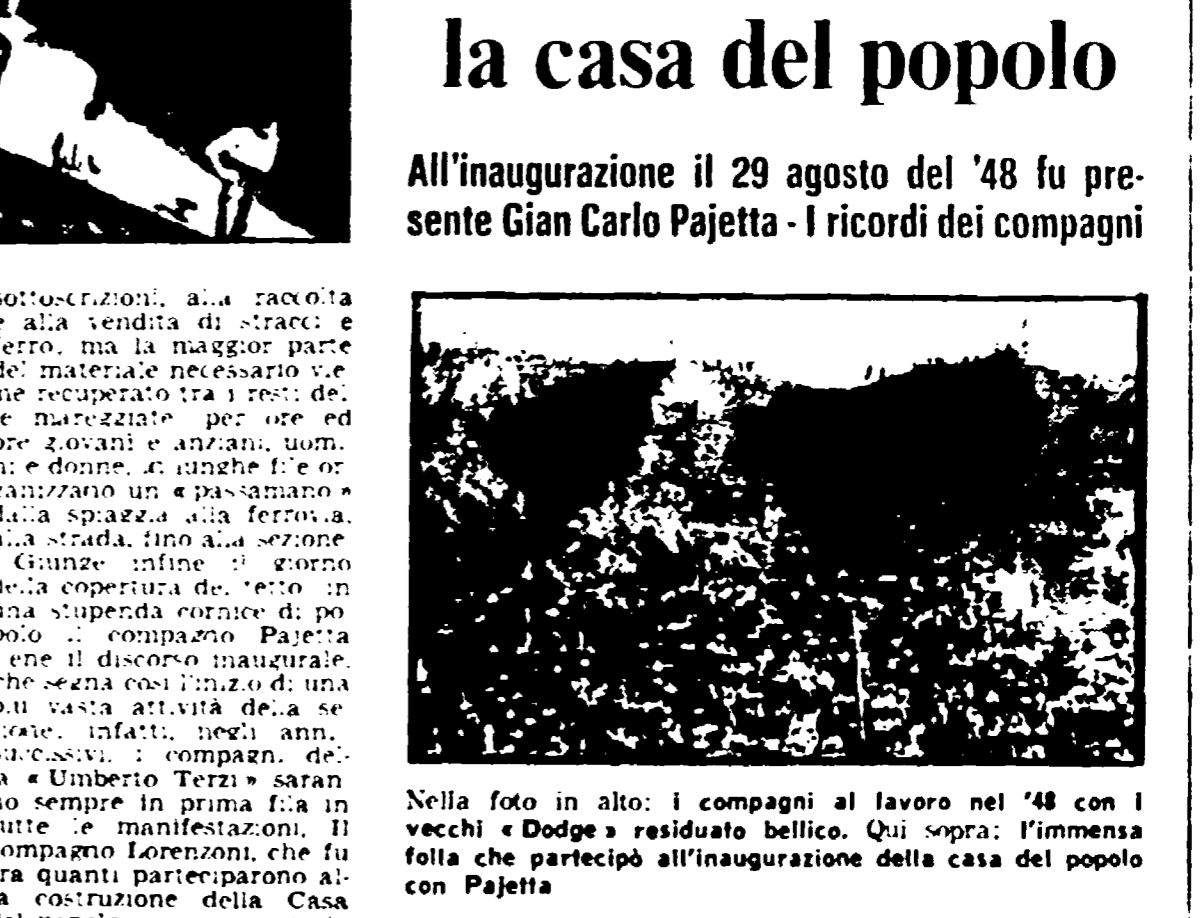 la casa del popolo
All'inaugurazione il 29 agosto del '48 fu pre-
sente Gian Carlo Pajetta - I ricordi dei compagni
sottoscrizioni, alla raccolta
e alla vendita di stracci e
ferro, ma la maggior parte
del materiale necessario vie
ne recuperato tra i resti del
e mareggiate per ore ed
ore giovani e anziani, uomi
ni e donne, in lunghe file or
ganizzano un « passamano »
dalla spiaggia alla ferrovia,
alla strada, fino alla sezione
Giunge infine il giorno
della copertura del tetto in
una stupenda cornice di po
polo il compagno Pajetta
ene il discorso inaugurale,
che segna così l'inizio di una
più vasta attività della se
zione, infatti, negli anni
successivi, i compagni del-
a « Umberto Terzi » saran
no sempre in prima fila in
tutte le manifestazioni. Il
compagno Lorenzoni, che fu
ra quanti parteciparono al-
a costruzione della Casa
del popolo
Nella foto in alto: i compagni al lavoro nel '48 con i
vecchi « Dodge » residuato bellico. Qui sopra: l'immensa
folla che partecipò all'inaugurazione della casa del popolo
con Pajetta